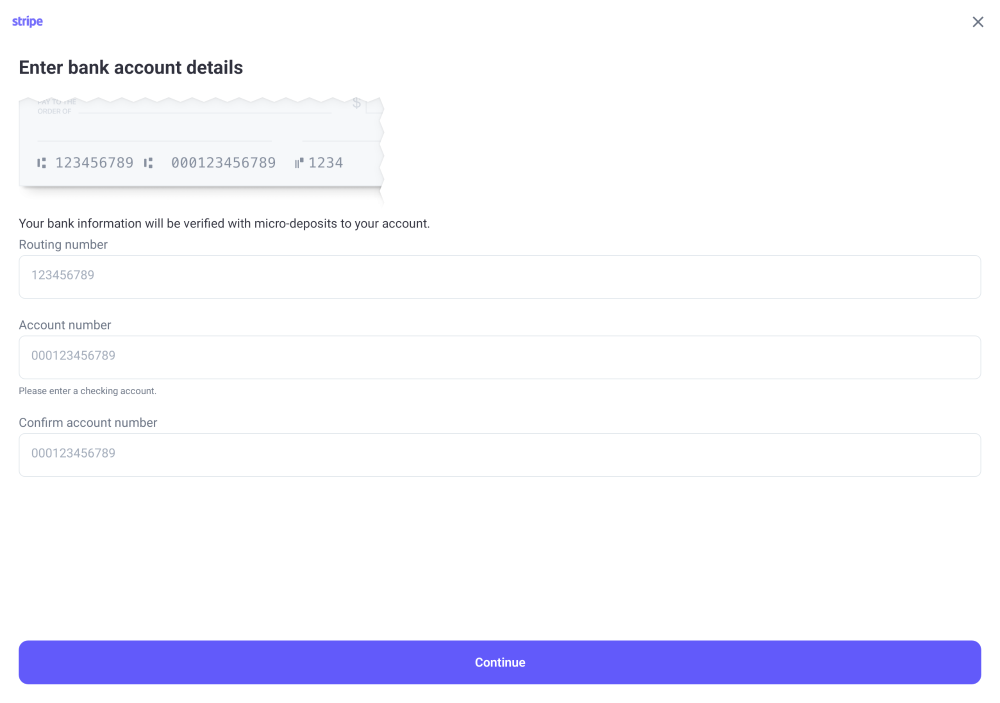 stripe
Enter bank account details
PAY TO THE
ORDER OF
$
⑆ 123456789 ⑆ 000123456789 ⑈ 1234
Your bank information will be verified with micro-deposits to your account.
Routing number
123456789
Account number
000123456789
Please enter a checking account.
Confirm account number
000123456789
Continue